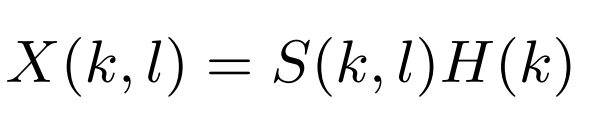 X(k, l) = S(k, l)H(k)